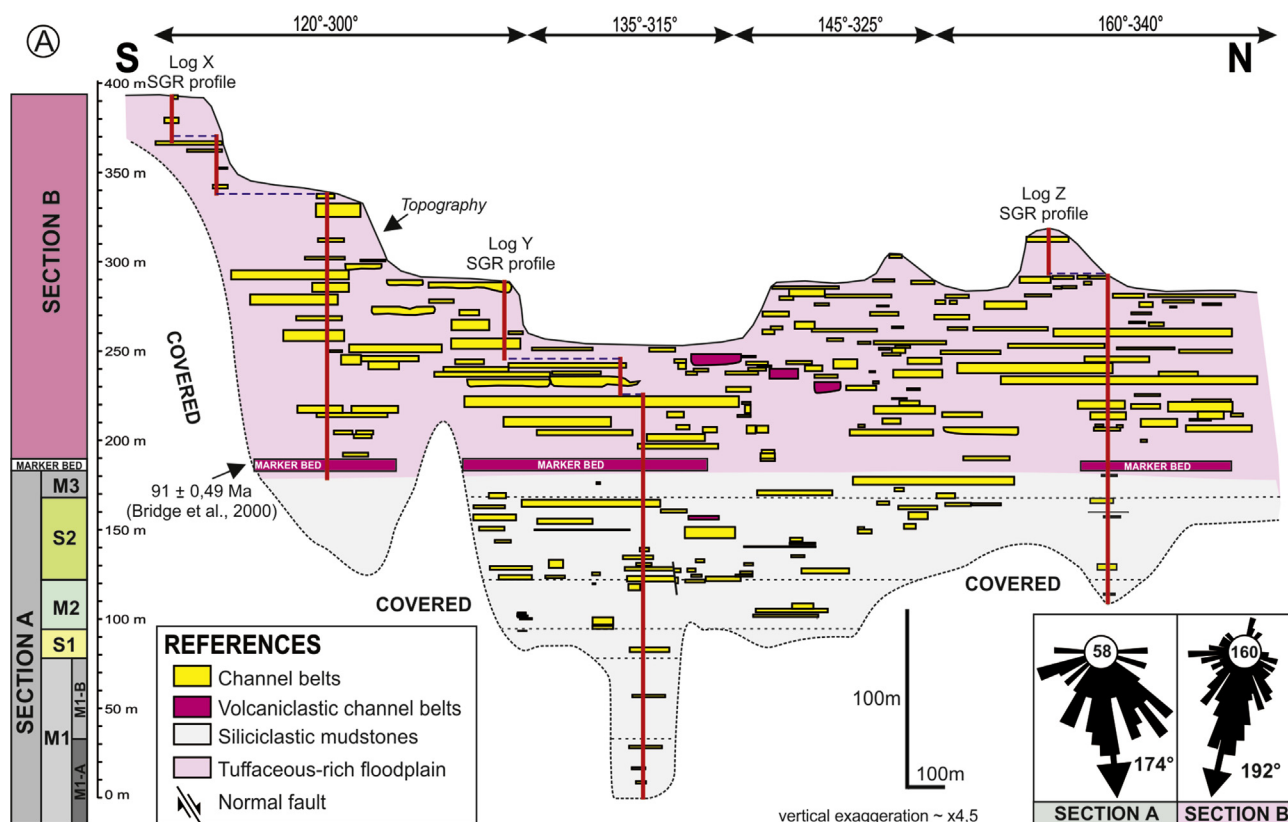 A
120°-300°
135°-315°
145°-325°
160°-340°
S
N
Log X
SGR profile
400 m
350 m
300 m
250 m
200 m
150 m
100 m
50 m
0 m
Topography
Log Y
SGR profile
Log Z
SGR profile
SECTION B
COVERED
MARKER BED
MARKER BED
MARKER BED
MARKER BED
91 ± 0,49 Ma
(Bridge et al., 2000)
SECTION A
M3
S2
M2
S1
M1
M1-B
M1-A
COVERED
COVERED
REFERENCES
Channel belts
Volcaniclastic channel belts
Siliciclastic mudstones
Tuffaceous-rich floodplain
Normal fault
100m
100m
vertical exaggeration ~ x4,5
58
174°
SECTION A
160
192°
SECTION B